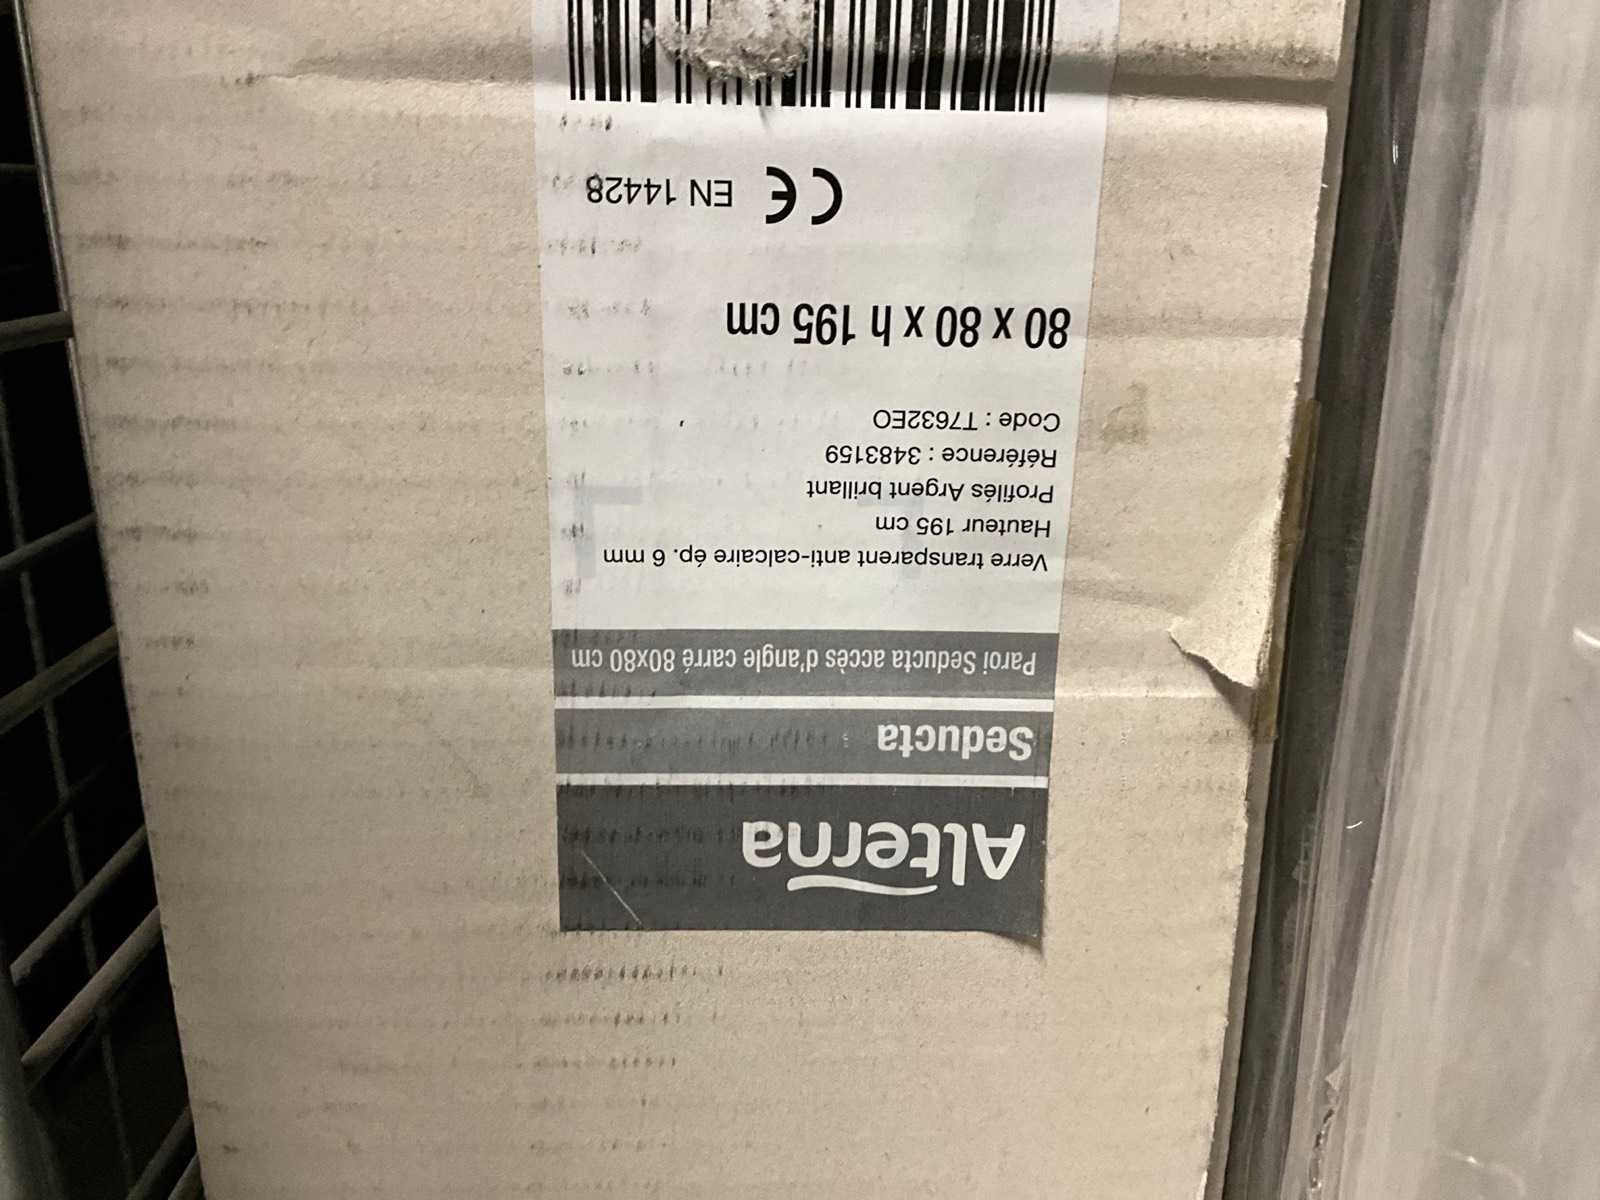 Alterna
Seducta
Paroi Seducta accès d'angle carré 80x80 cm
Verre transparent anti-calcaire ép. 6 mm
Hauteur 195 cm
Profilés Argent brillant
Référence : 3483159
Code : T7632EO
80 x 80 x h 195 cm
CE EN 14428